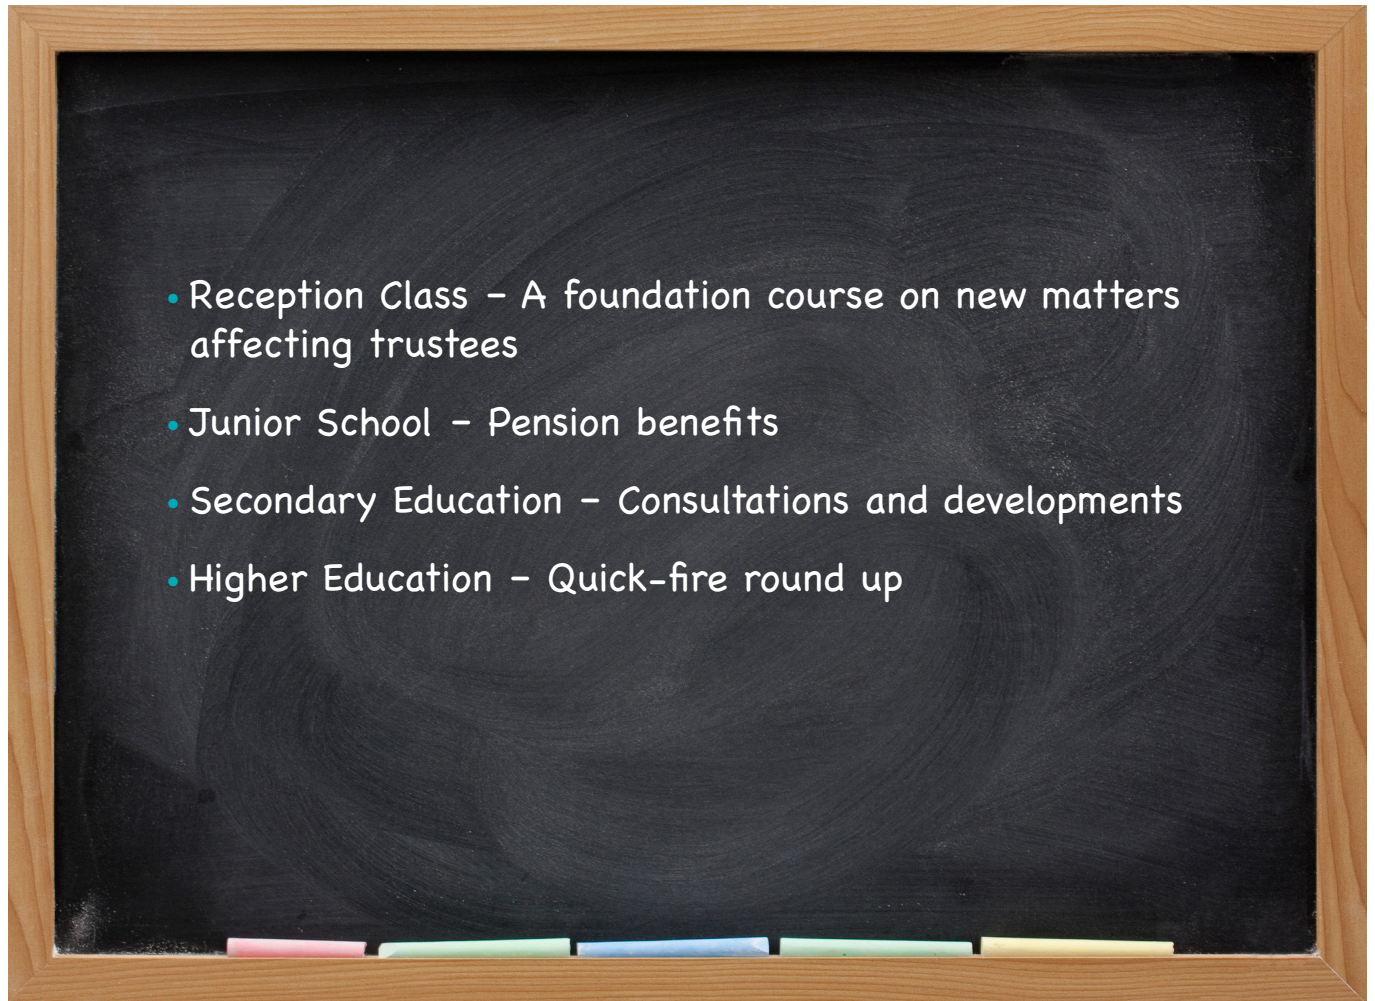 • Reception Class – A foundation course on new matters
affecting trustees
• Junior School – Pension benefits
• Secondary Education – Consultations and developments
• Higher Education – Quick-fire round up